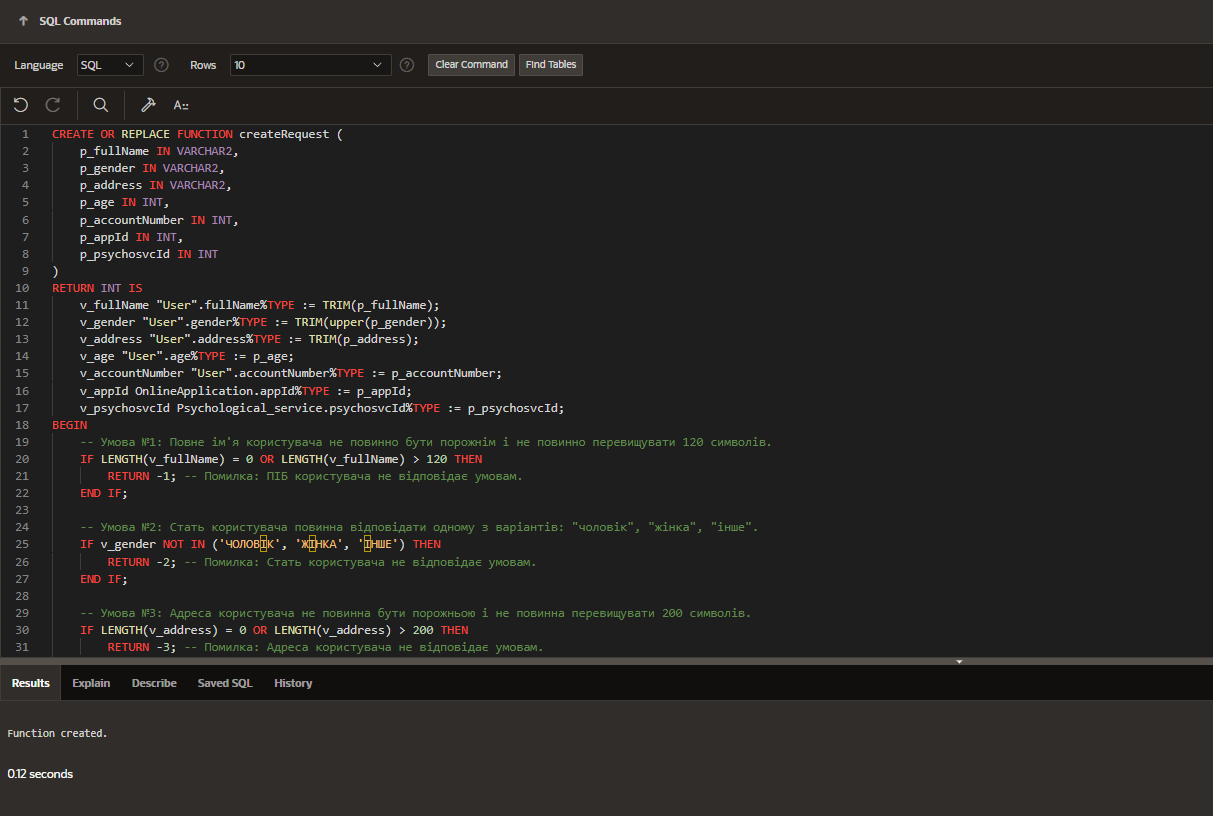 SQL Commands
Language SQL Rows 10 Clear Command Find Tables
1 CREATE OR REPLACE FUNCTION createRequest (
2 p_fullName IN VARCHAR2,
3 p_gender IN VARCHAR2,
4 p_address IN VARCHAR2,
5 p_age IN INT,
6 p_accountNumber IN INT,
7 p_appId IN INT,
8 p_psychosvcId IN INT
9 )
10 RETURN INT IS
11 v_fullName "User".fullName%TYPE := TRIM(p_fullName);
12 v_gender "User".gender%TYPE := TRIM(upper(p_gender));
13 v_address "User".address%TYPE := TRIM(p_address);
14 v_age "User".age%TYPE := p_age;
15 v_accountNumber "User".accountNumber%TYPE := p_accountNumber;
16 v_appId OnlineApplication.appId%TYPE := p_appId;
17 v_psychosvcId Psychological_service.psychosvcId%TYPE := p_psychosvcId;
18 BEGIN
19 -- Умова №1: Повне ім'я користувача не повинно бути порожнім і не повинно перевищувати 120 символів.
20 IF LENGTH(v_fullName) = 0 OR LENGTH(v_fullName) > 120 THEN
21 RETURN -1; -- Помилка: ПІБ користувача не відповідає умовам.
22 END IF;
23
24 -- Умова №2: Стать користувача повинна відповідати одному з варіантів: "чоловік", "жінка", "інше".
25 IF v_gender NOT IN ('ЧОЛОВІК', 'ЖІНКА', 'ІНШЕ') THEN
26 RETURN -2; -- Помилка: Стать користувача не відповідає умовам.
27 END IF;
28
29 -- Умова №3: Адреса користувача не повинна бути порожньою і не повинна перевищувати 200 символів.
30 IF LENGTH(v_address) = 0 OR LENGTH(v_address) > 200 THEN
31 RETURN -3; -- Помилка: Адреса користувача не відповідає умовам.
Results Explain Describe Saved SQL History
Function created.
0.12 seconds